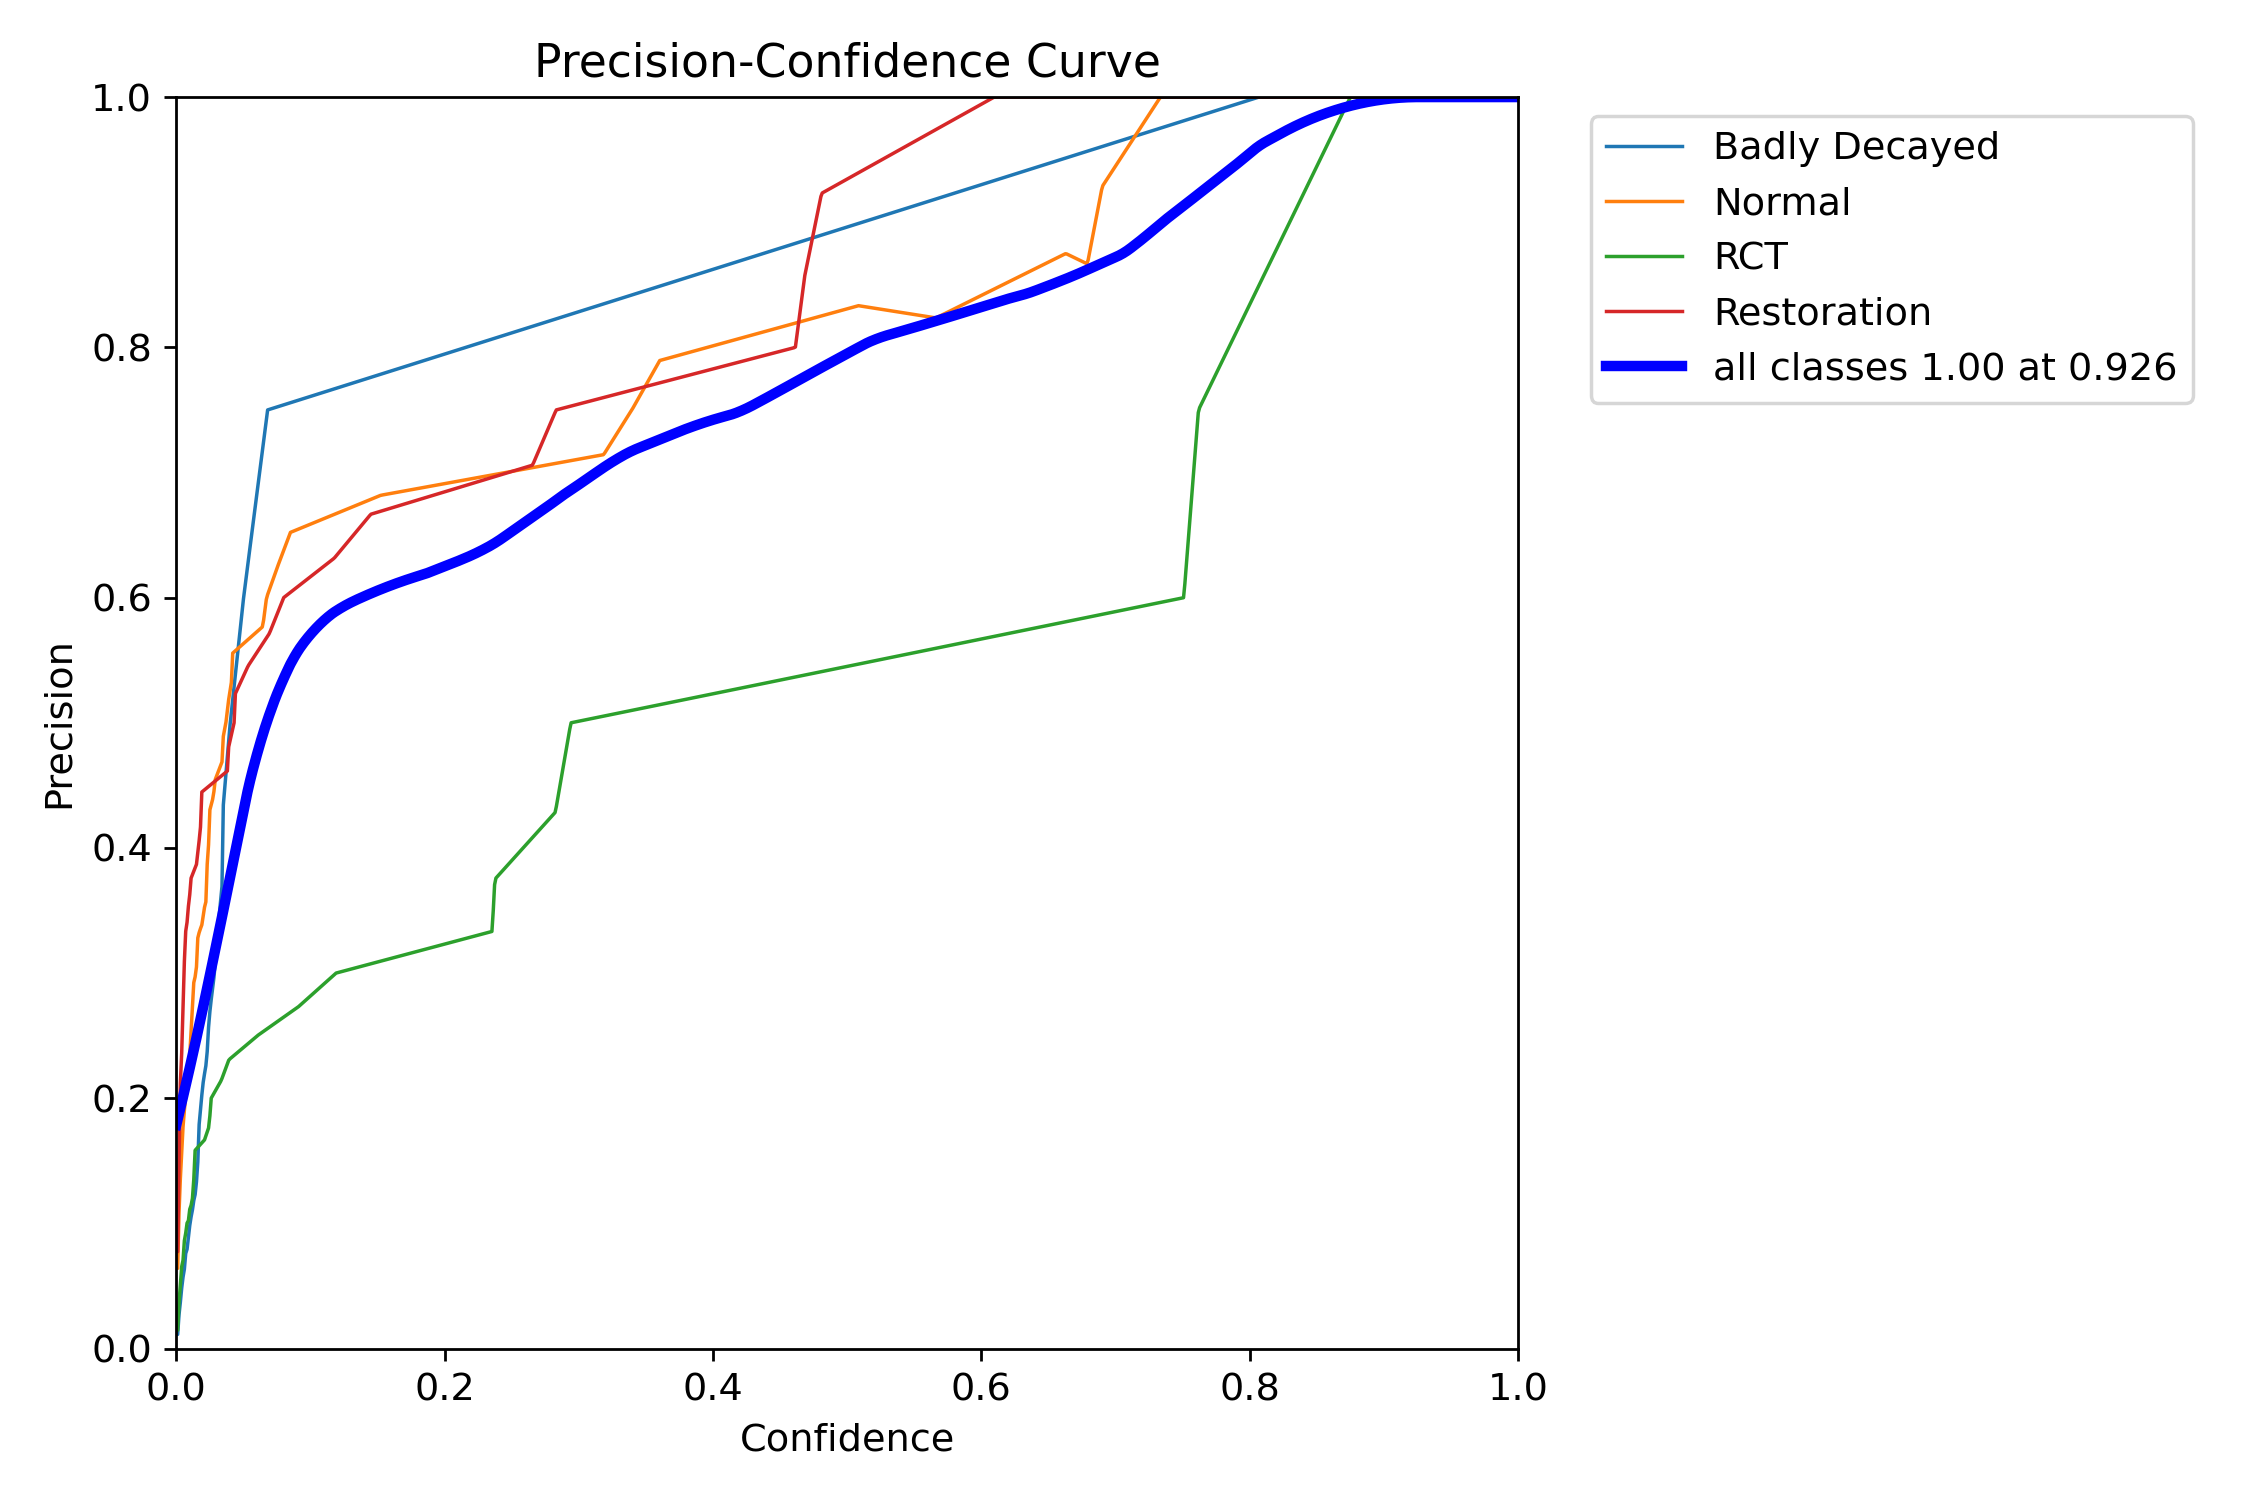 Precision-Confidence Curve
1.0
0.8
0.6
0.4
0.2
0.0
Precision
0.0 0.2 0.4 0.6 0.8 1.0
Confidence
Badly Decayed
Normal
RCT
Restoration
all classes 1.00 at 0.926